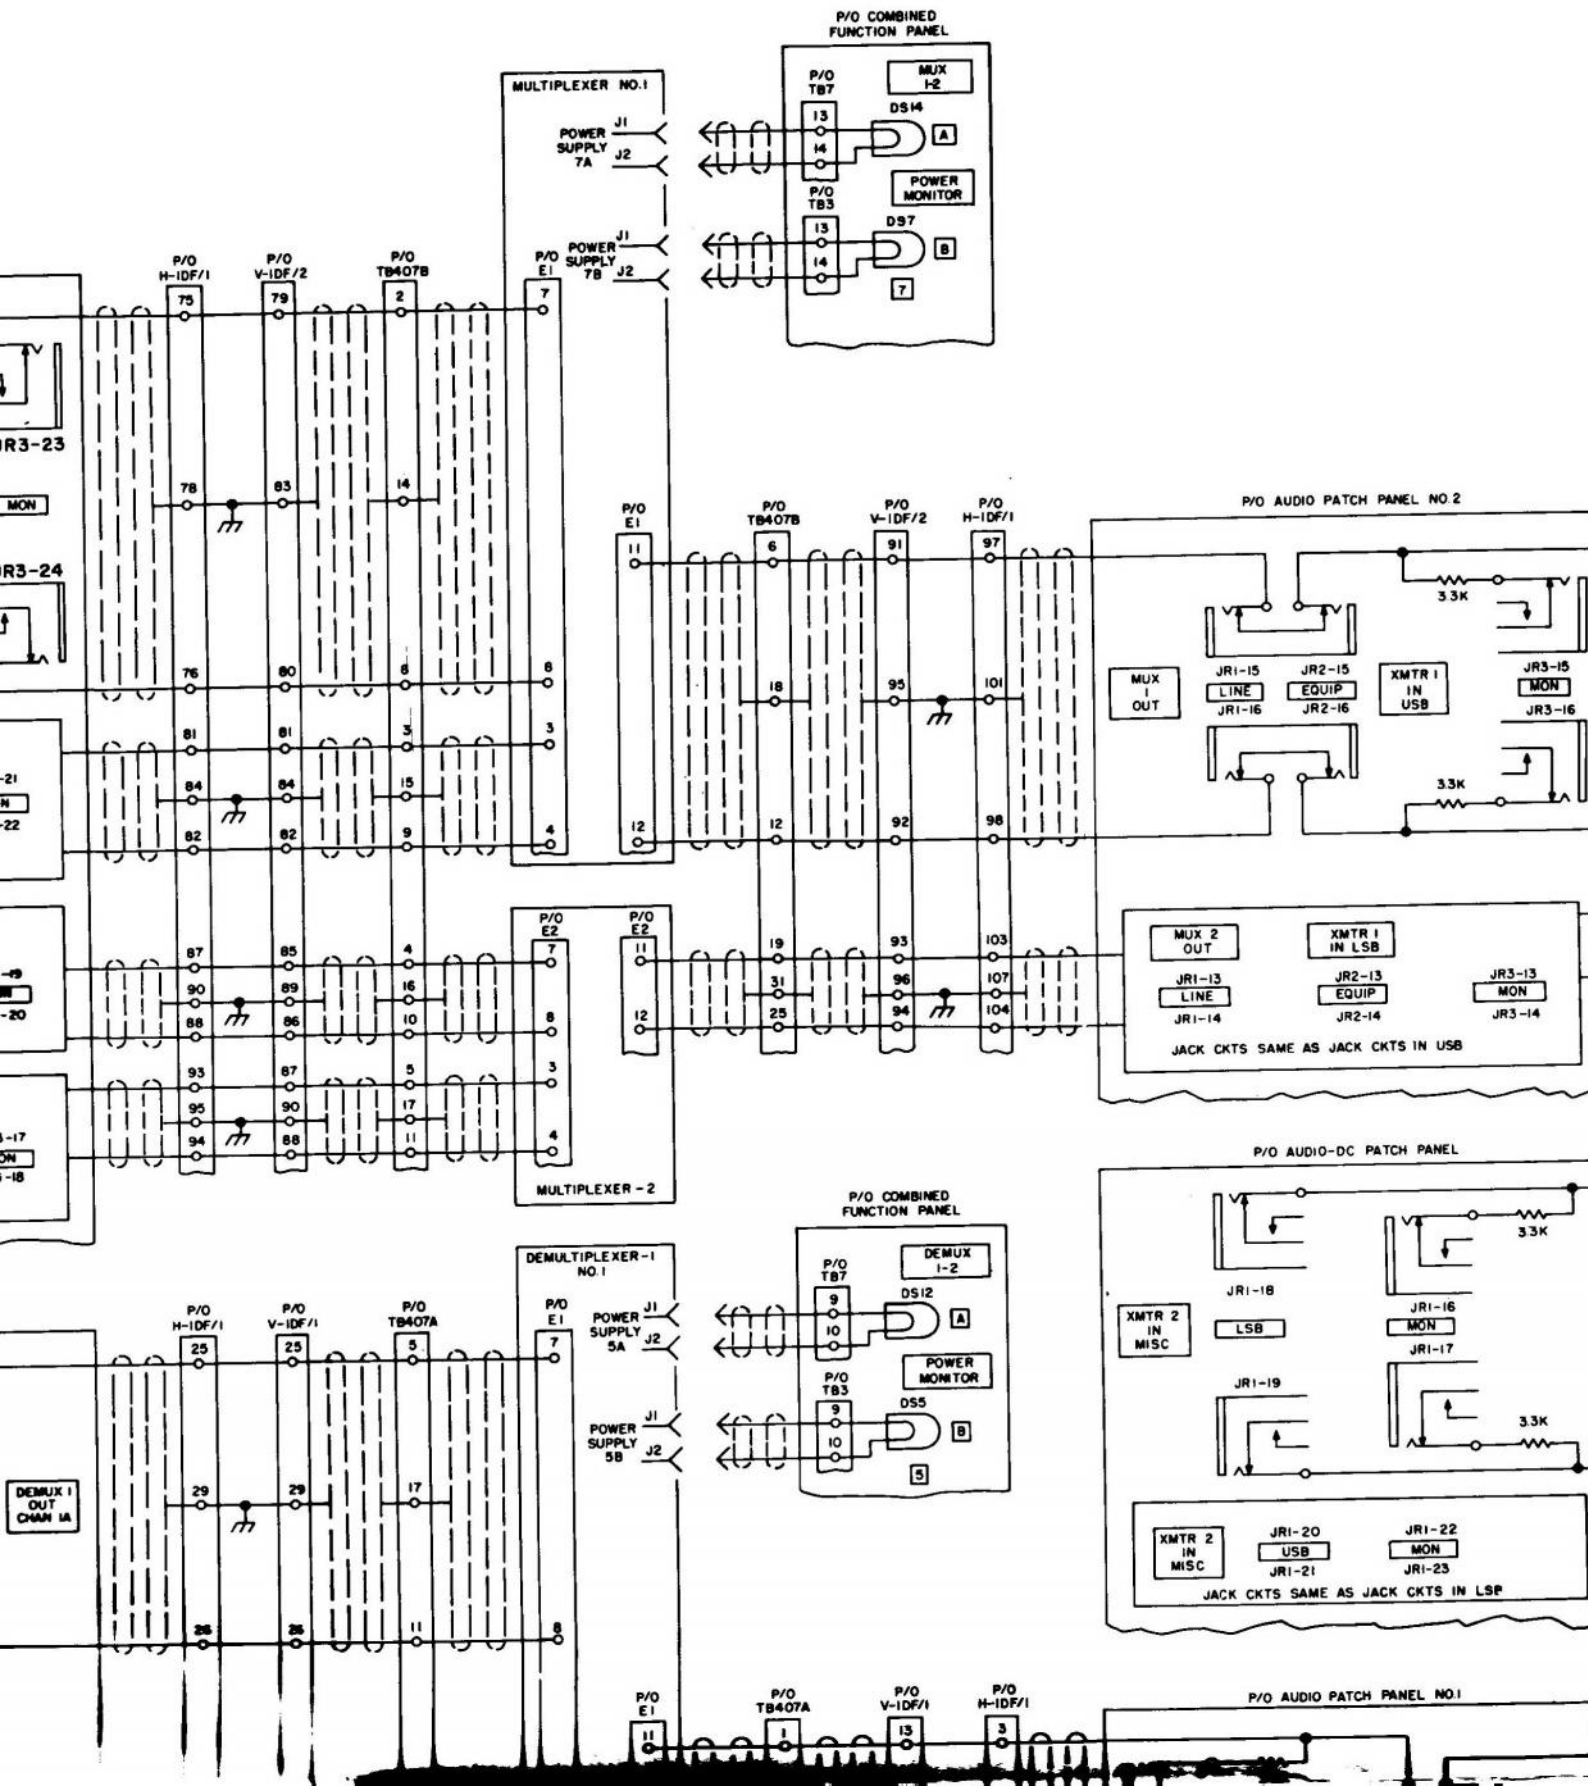 P/O COMBINED
FUNCTION PANEL
MULTIPLEXER NO.1
P/O
TB7
MUX
1-2
13
DS14
A
14
POWER
SUPPLY
7A
J1
J2
POWER
MONITOR
P/O
TB3
13
DS7
B
14
7
POWER
SUPPLY
7B
J1
J2
P/O
H-IDF/1
P/O
V-IDF/2
P/O
TB407B
P/O
E1
75
79
2
7
JR3-23
MON
78
83
14
R3-24
76
80
8
8
81
81
3
3
-21
84
84
15
-22
82
82
9
4
P/O
E1
P/O
TB407B
P/O
V-IDF/2
P/O
H-IDF/1
P/O AUDIO PATCH PANEL NO.2
11
6
91
97
3.3K
18
95
101
MUX
1
OUT
JR1-15
LINE
JR1-16
JR2-15
EQUIP
JR2-16
XMTR 1
IN
USB
JR3-15
MON
JR3-16
3.3K
12
12
92
98
P/O
E2
P/O
E2
87
85
4
7
-19
90
89
16
-20
88
86
10
8
93
87
5
3
95
90
17
-17
94
88
11
4
-18
11
19
93
103
31
96
107
12
25
94
104
MULTIPLEXER-2
MUX 2
OUT
XMTR 1
IN LSB
JR1-13
LINE
JR1-14
JR2-13
EQUIP
JR2-14
JR3-13
MON
JR3-14
JACK CKTS SAME AS JACK CKTS IN USB
P/O AUDIO-DC PATCH PANEL
3.3K
JR1-18
LSB
JR1-19
JR1-16
MON
JR1-17
XMTR 2
IN
MISC
3.3K
XMTR 2
IN
MISC
JR1-20
USB
JR1-21
JR1-22
MON
JR1-23
JACK CKTS SAME AS JACK CKTS IN LSB
P/O COMBINED
FUNCTION PANEL
DEMULTIPLEXER-1
NO.1
P/O
TB7
DEMUX
1-2
9
DS12
A
10
POWER
SUPPLY
5A
J1
J2
POWER
MONITOR
P/O
TB3
9
DS5
B
10
5
POWER
SUPPLY
5B
J1
J2
P/O
H-IDF/1
P/O
V-IDF/1
P/O
TB407A
P/O
E1
25
25
5
7
DEMUX 1
OUT
CHAN 1A
29
29
17
26
26
11
8
P/O
E1
P/O
TB407A
P/O
V-IDF/1
P/O
H-IDF/1
P/O AUDIO PATCH PANEL NO.1
11
1
13
3